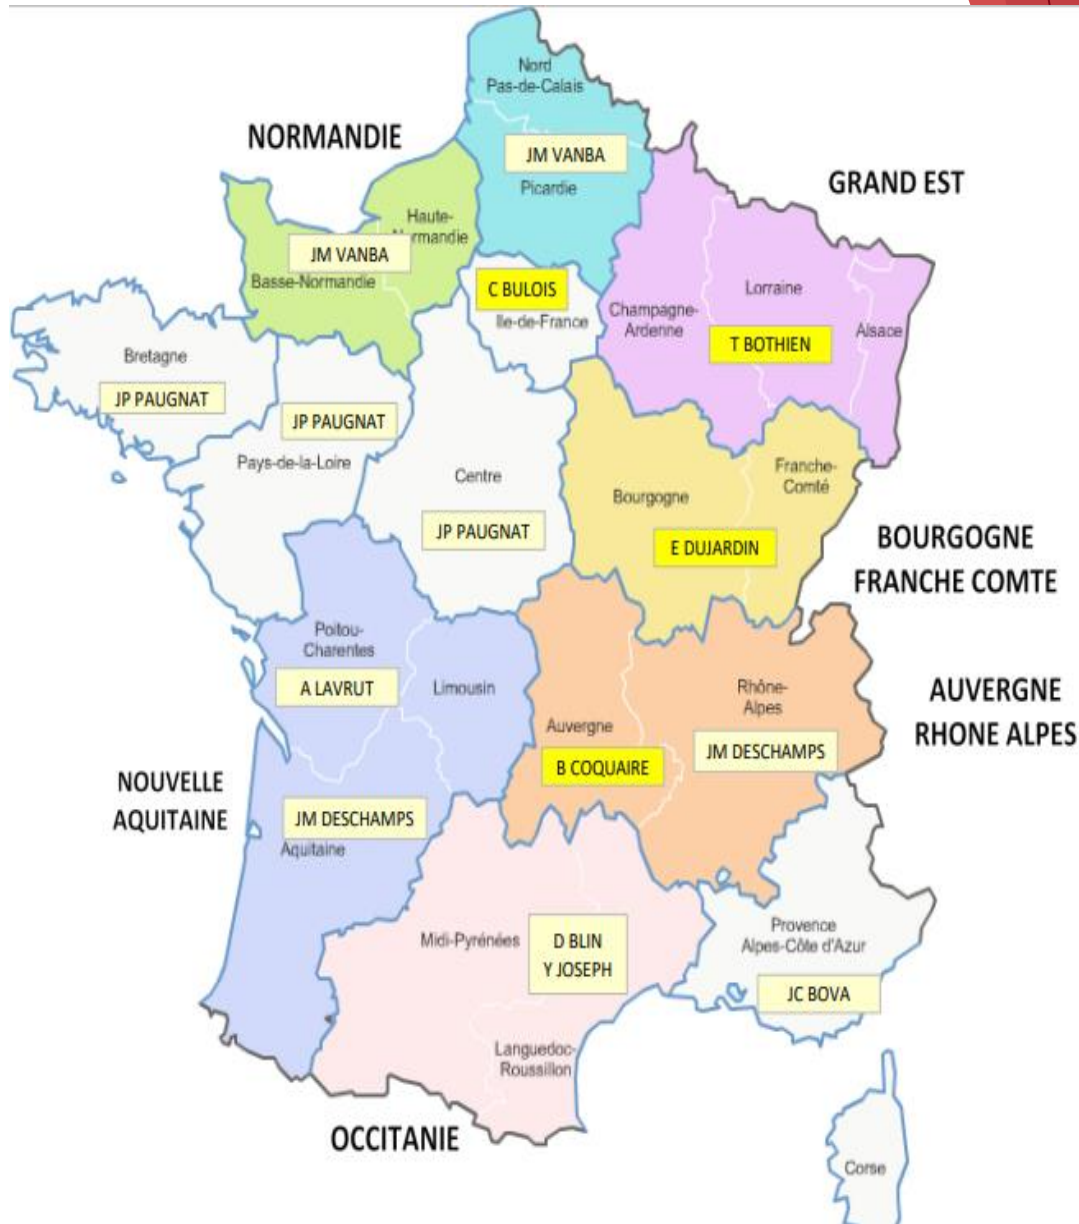 Nord
Pas-de-Calais
NORMANDIE
JM VANBA
Picardie
GRAND EST
Haute-
Normandie
JM VANBA
Basse-Normandie
C BULOIS
Ile-de-France
Lorraine
Champagne-
Ardenne
Alsace
T BOTHIEN
Bretagne
JP PAUGNAT
JP PAUGNAT
Pays-de-la-Loire
Centre
JP PAUGNAT
Franche-
Comté
Bourgogne
E DUJARDIN
BOURGOGNE
FRANCHE COMTE
Poitou-
Charentes
A LAVRUT
Limousin
Rhône-
Alpes
Auvergne
JM DESCHAMPS
B COQUAIRE
AUVERGNE
RHONE ALPES
NOUVELLE
AQUITAINE
JM DESCHAMPS
Aquitaine
Midi-Pyrénées
D BLIN
Y JOSEPH
Provence
Alpes-Côte d'Azur
JC BOVA
Languedoc-
Roussillon
OCCITANIE
Corse